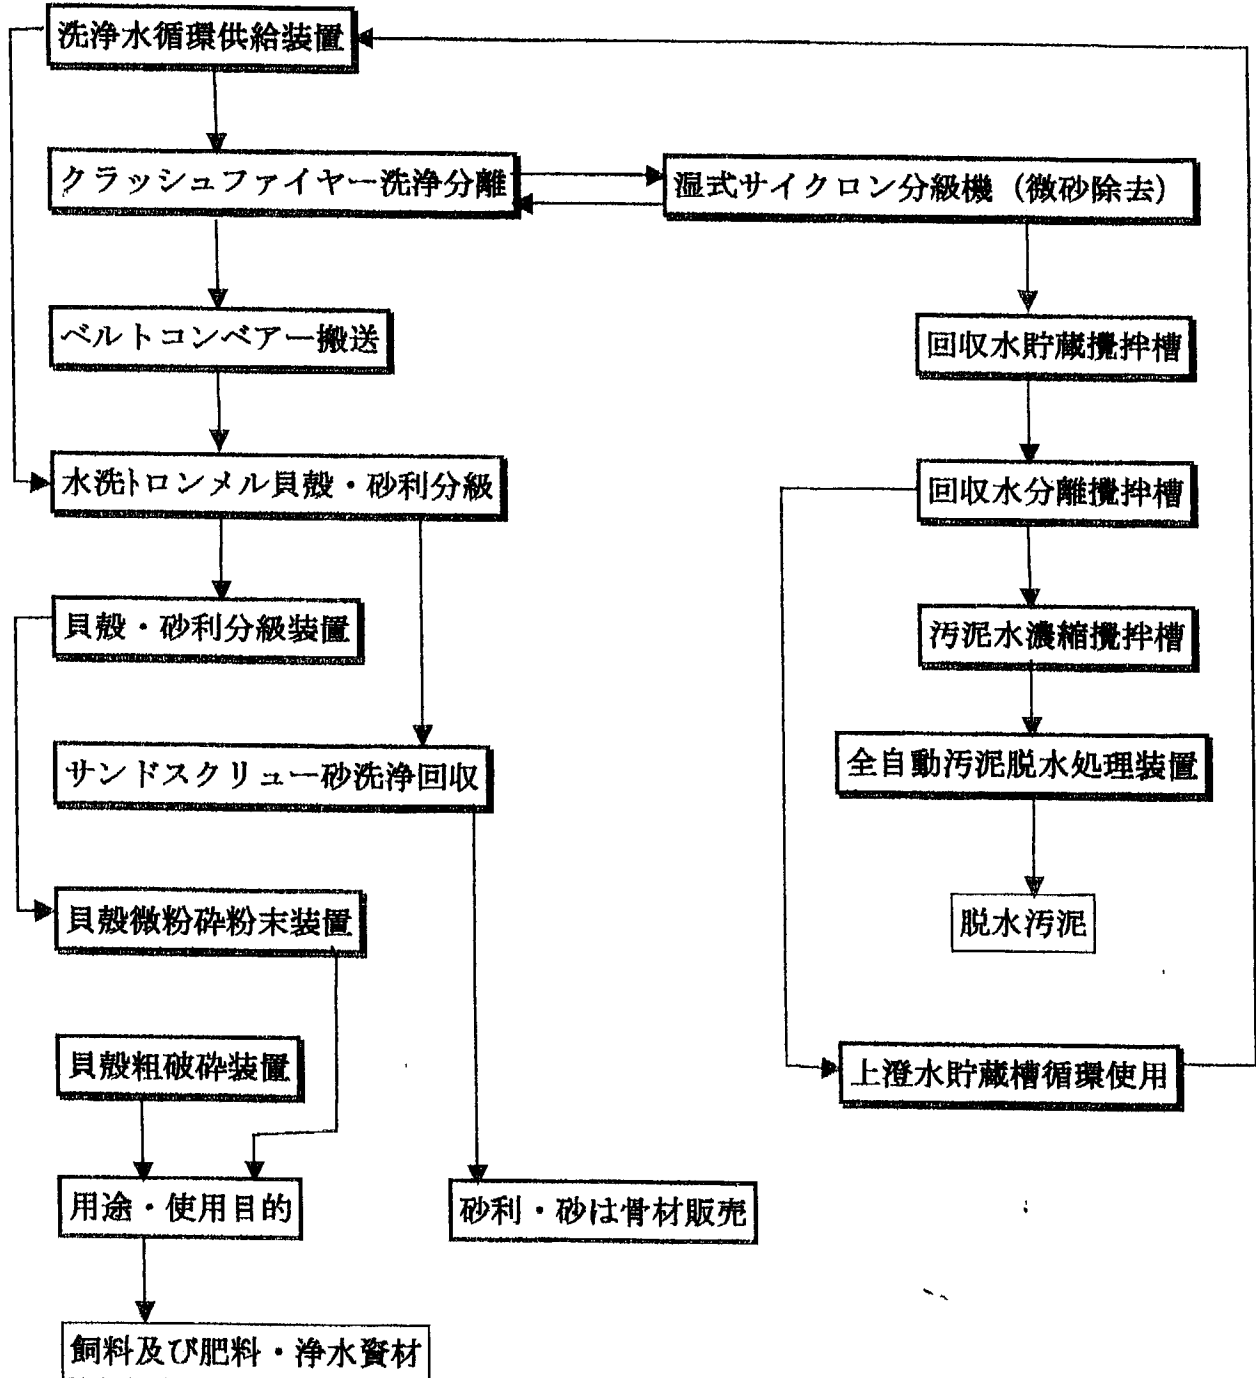 洗浄水循環供給装置
クラッシュファイヤー洗浄分離
湿式サイクロン分級機（微砂除去）
ベルトコンベアー搬送
回収水貯蔵攪拌槽
水洗トロンメル貝殻・砂利分級
回収水分離攪拌槽
貝殻・砂利分級装置
汚泥水濃縮攪拌槽
サンドスクリュー砂洗浄回収
全自動汚泥脱水処理装置
貝殻微粉砕粉末装置
脱水汚泥
貝殻粗破砕装置
上澄水貯蔵槽循環使用
用途・使用目的
砂利・砂は骨材販売
飼料及び肥料・浄水資材